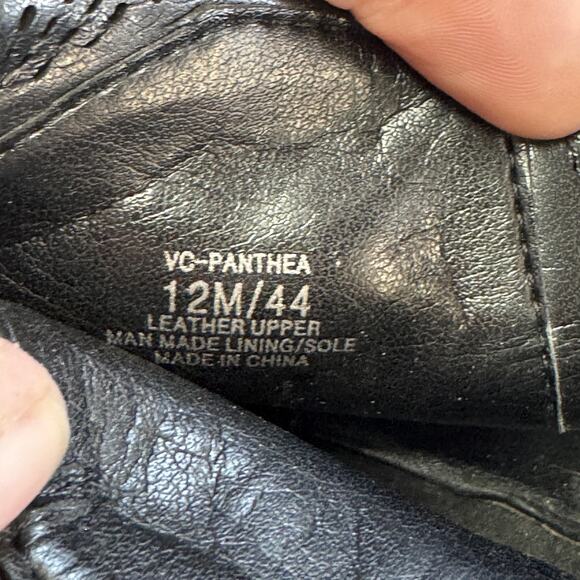 VC-PANTHEA
12M/44
LEATHER UPPER
MAN MADE LINING/SOLE
MADE IN CHINA